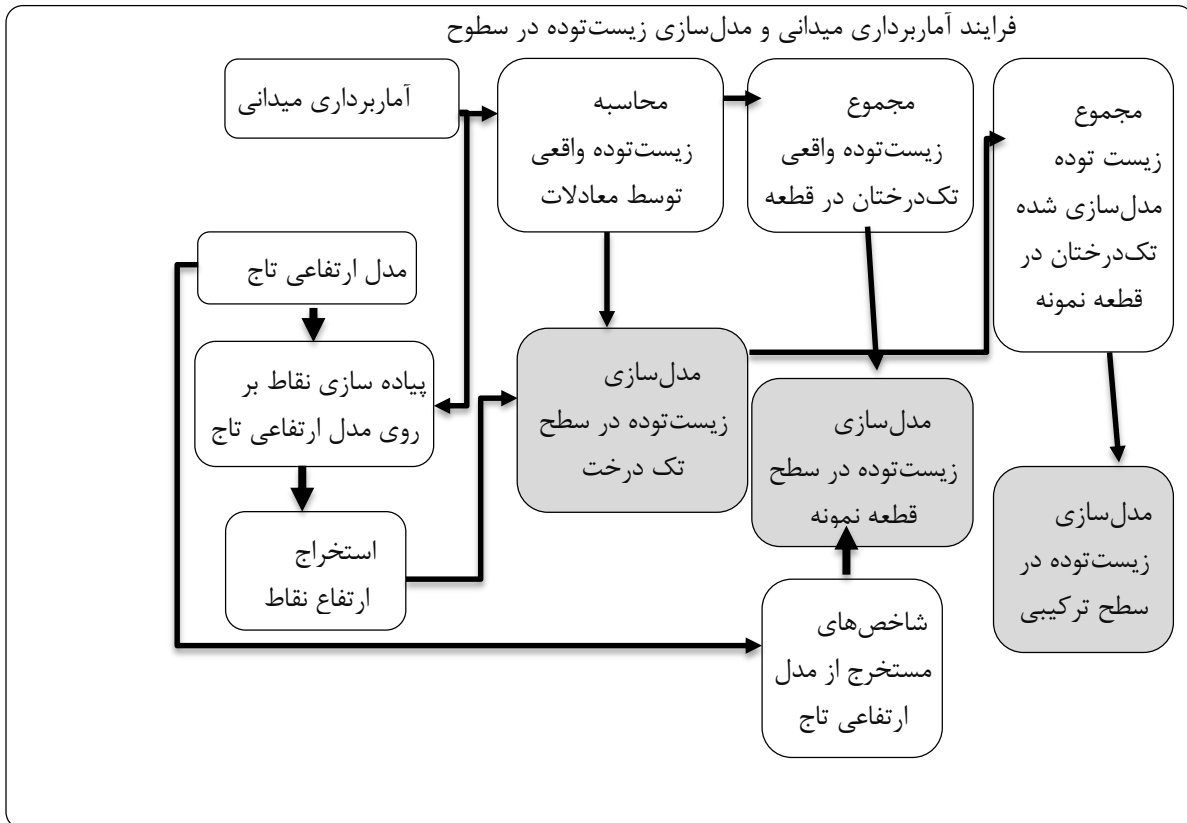 فرایند آماربرداری میدانی و مدل‌سازی زیست‌توده در سطوح
آماربرداری میدانی
محاسبه
زیست‌توده واقعی
توسط معادلات
مجموع
زیست‌توده واقعی
تک‌درختان در قطعه
مجموع
زیست توده
مدل‌سازی شده
تک‌درختان در
قطعه نمونه
مدل ارتفاعی تاج
پیاده سازی نقاط بر
روی مدل ارتفاعی تاج
استخراج
ارتفاع نقاط
مدل‌سازی
زیست‌توده در سطح
تک درخت
مدل‌سازی
زیست‌توده در سطح
قطعه نمونه
مدل‌سازی
زیست‌توده در
سطح ترکیبی
شاخص‌های
مستخرج از مدل
ارتفاعی تاج